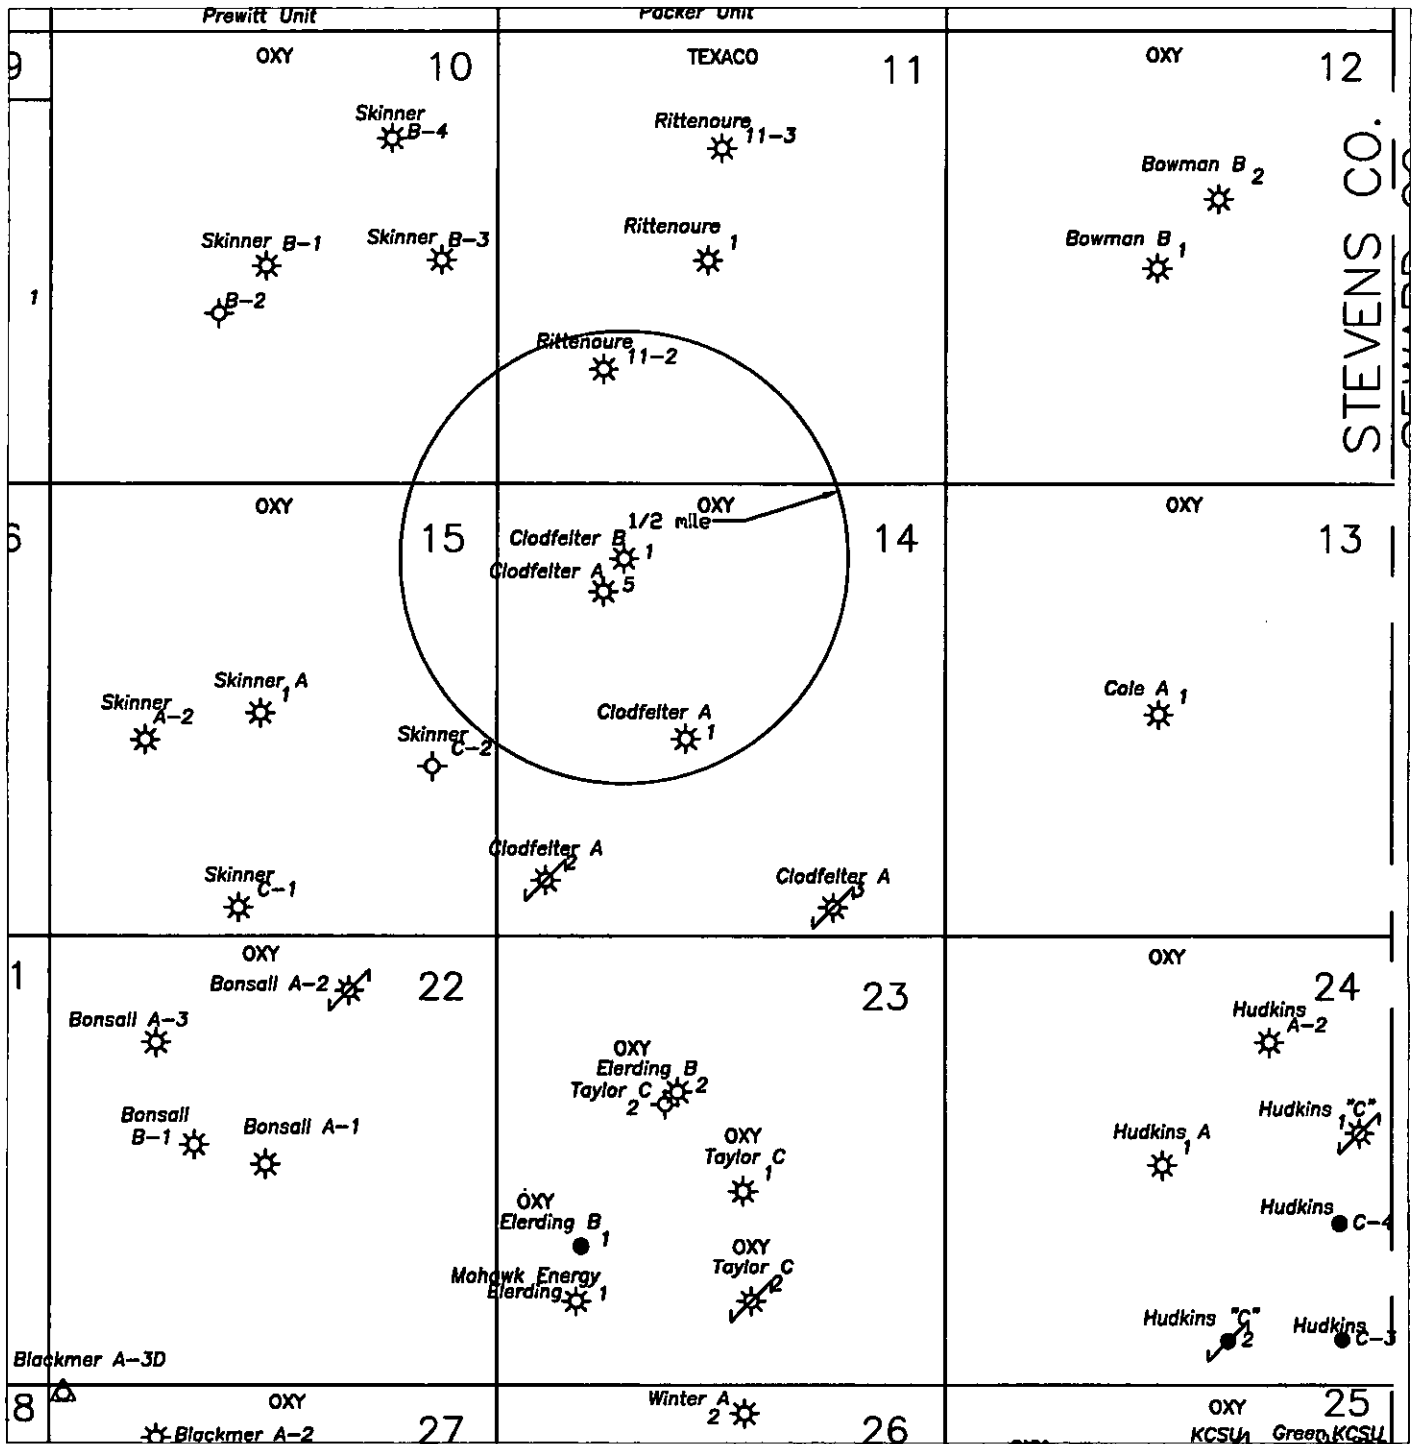 Prewitt Unit
Packer Unit
9
OXY
10
TEXACO
11
OXY
12
Skinner
B-4
Rittenoure
11-3
Bowman B
2
STEVENS CO.
Skinner B-1
Skinner B-3
Rittenoure
1
Bowman B
1
1
B-2
Rittenoure
11-2
OXY
15
OXY
14
OXY
13
1/2 mile
Clodfelter B
1
Clodfelter A
5
Skinner A
1
Skinner
A-2
Skinner
C-2
Clodfelter A
1
Cole A
1
Skinner
C-1
Clodfelter A
2
Clodfelter A
3
1
OXY
22
23
OXY
24
Bonsall A-2
Bonsall A-3
Bonsall
B-1
Bonsall A-1
OXY
Elerding B
2
Taylor C
2
OXY
Taylor C
1
OXY
Elerding B
1
Mohawk Energy
Elerding
1
OXY
Taylor C
2
Hudkins
A-2
Hudkins "C"
1
Hudkins A
1
Hudkins
C-4
Hudkins "C"
2
Hudkins
C-3
Blackmer A-3D
8
OXY
27
Blackmer A-2
Winter A
2
26
OXY
25
KCSU
Green KCSU